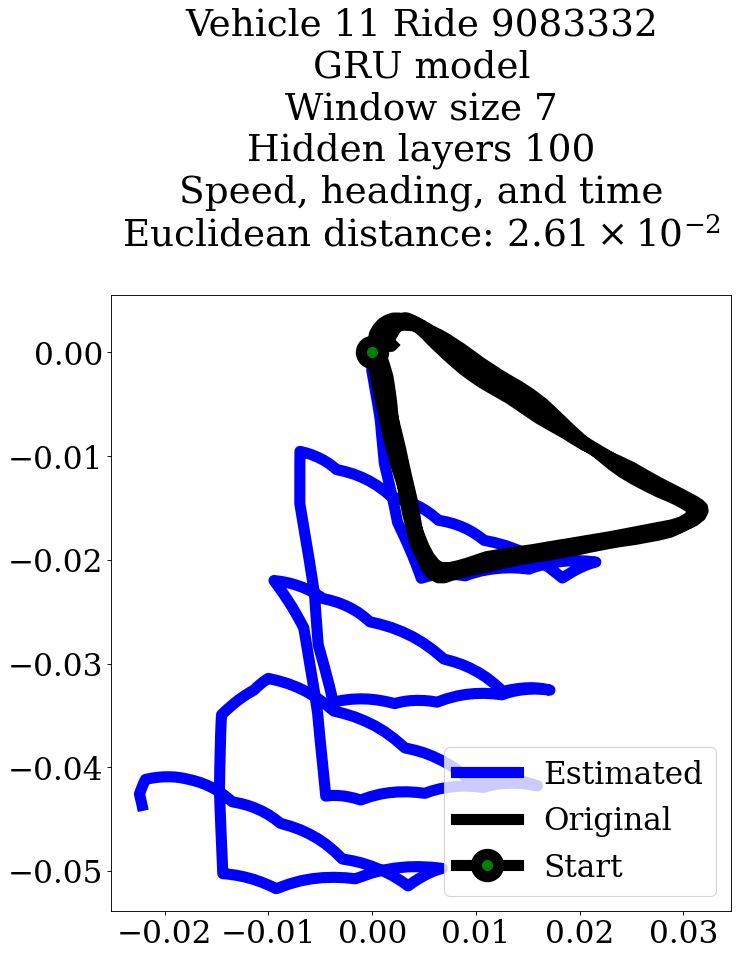 Vehicle 11 Ride 9083332
GRU model
Window size 7
Hidden layers 100
Speed, heading, and time
Euclidean distance: 2.61 × 10⁻²
0.00
−0.01
−0.02
−0.03
−0.04
−0.05
Estimated
Original
Start
−0.02 −0.01 0.00 0.01 0.02 0.03